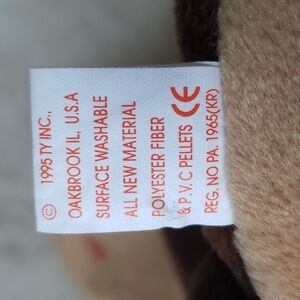 © 1995 TY INC.,
OAKBROOK IL, U.S.A
SURFACE WASHABLE
ALL NEW MATERIAL
POLYESTER FIBER
& P.V.C PELLETS CE
REG. NO PA. 1965(KR)